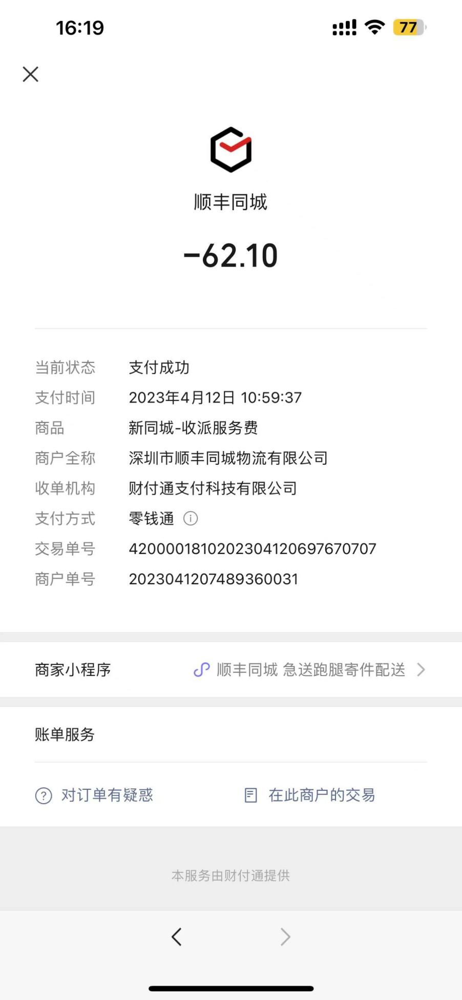 16:19
77
顺丰同城
-62.10
当前状态 支付成功
支付时间 2023年4月12日 10:59:37
商品 新同城-收派服务费
商户全称 深圳市顺丰同城物流有限公司
收单机构 财付通支付科技有限公司
支付方式 零钱通
交易单号 4200001810202304120697670707
商户单号 2023041207489360031
商家小程序 顺丰同城 急送跑腿寄件配送
账单服务
对订单有疑惑 在此商户的交易
本服务由财付通提供